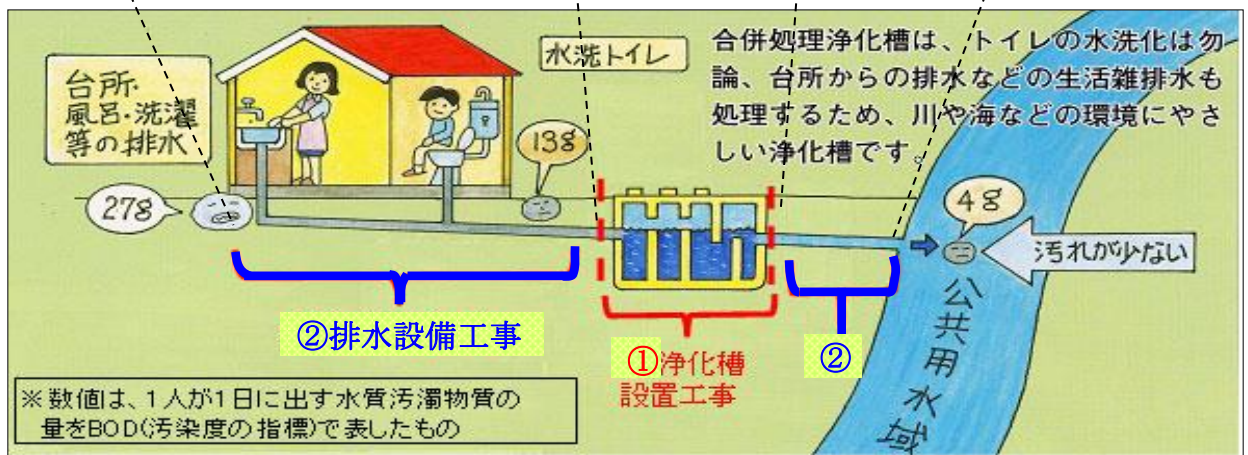 台所・
風呂・洗濯
等の排水
水洗トイレ
合併処理浄化槽は、トイレの水洗化は勿
論、台所からの排水などの生活雑排水も
処理するため、川や海などの環境にやさ
しい浄化槽です。
27g
13g
4g
汚れが少ない
公共用水域
②排水設備工事
①浄化槽
設置工事
②
※数値は、1人が1日に出す水質汚濁物質の
量をBOD(汚染度の指標)で表したもの